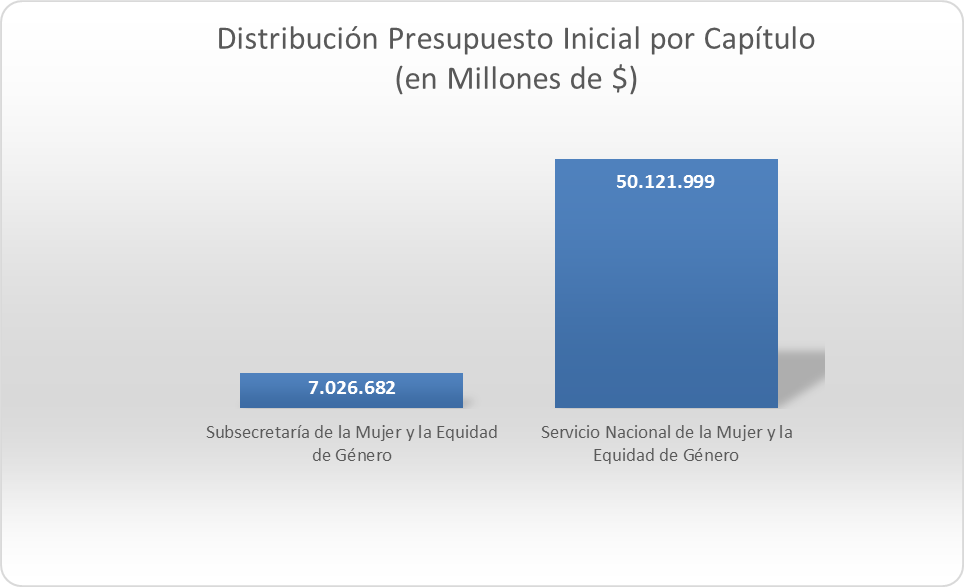 Distribución Presupuesto Inicial por Capítulo
(en Millones de $)
50.121.999
7.026.682
Subsecretaría de la Mujer y la Equidad
de Género
Servicio Nacional de la Mujer y la
Equidad de Género